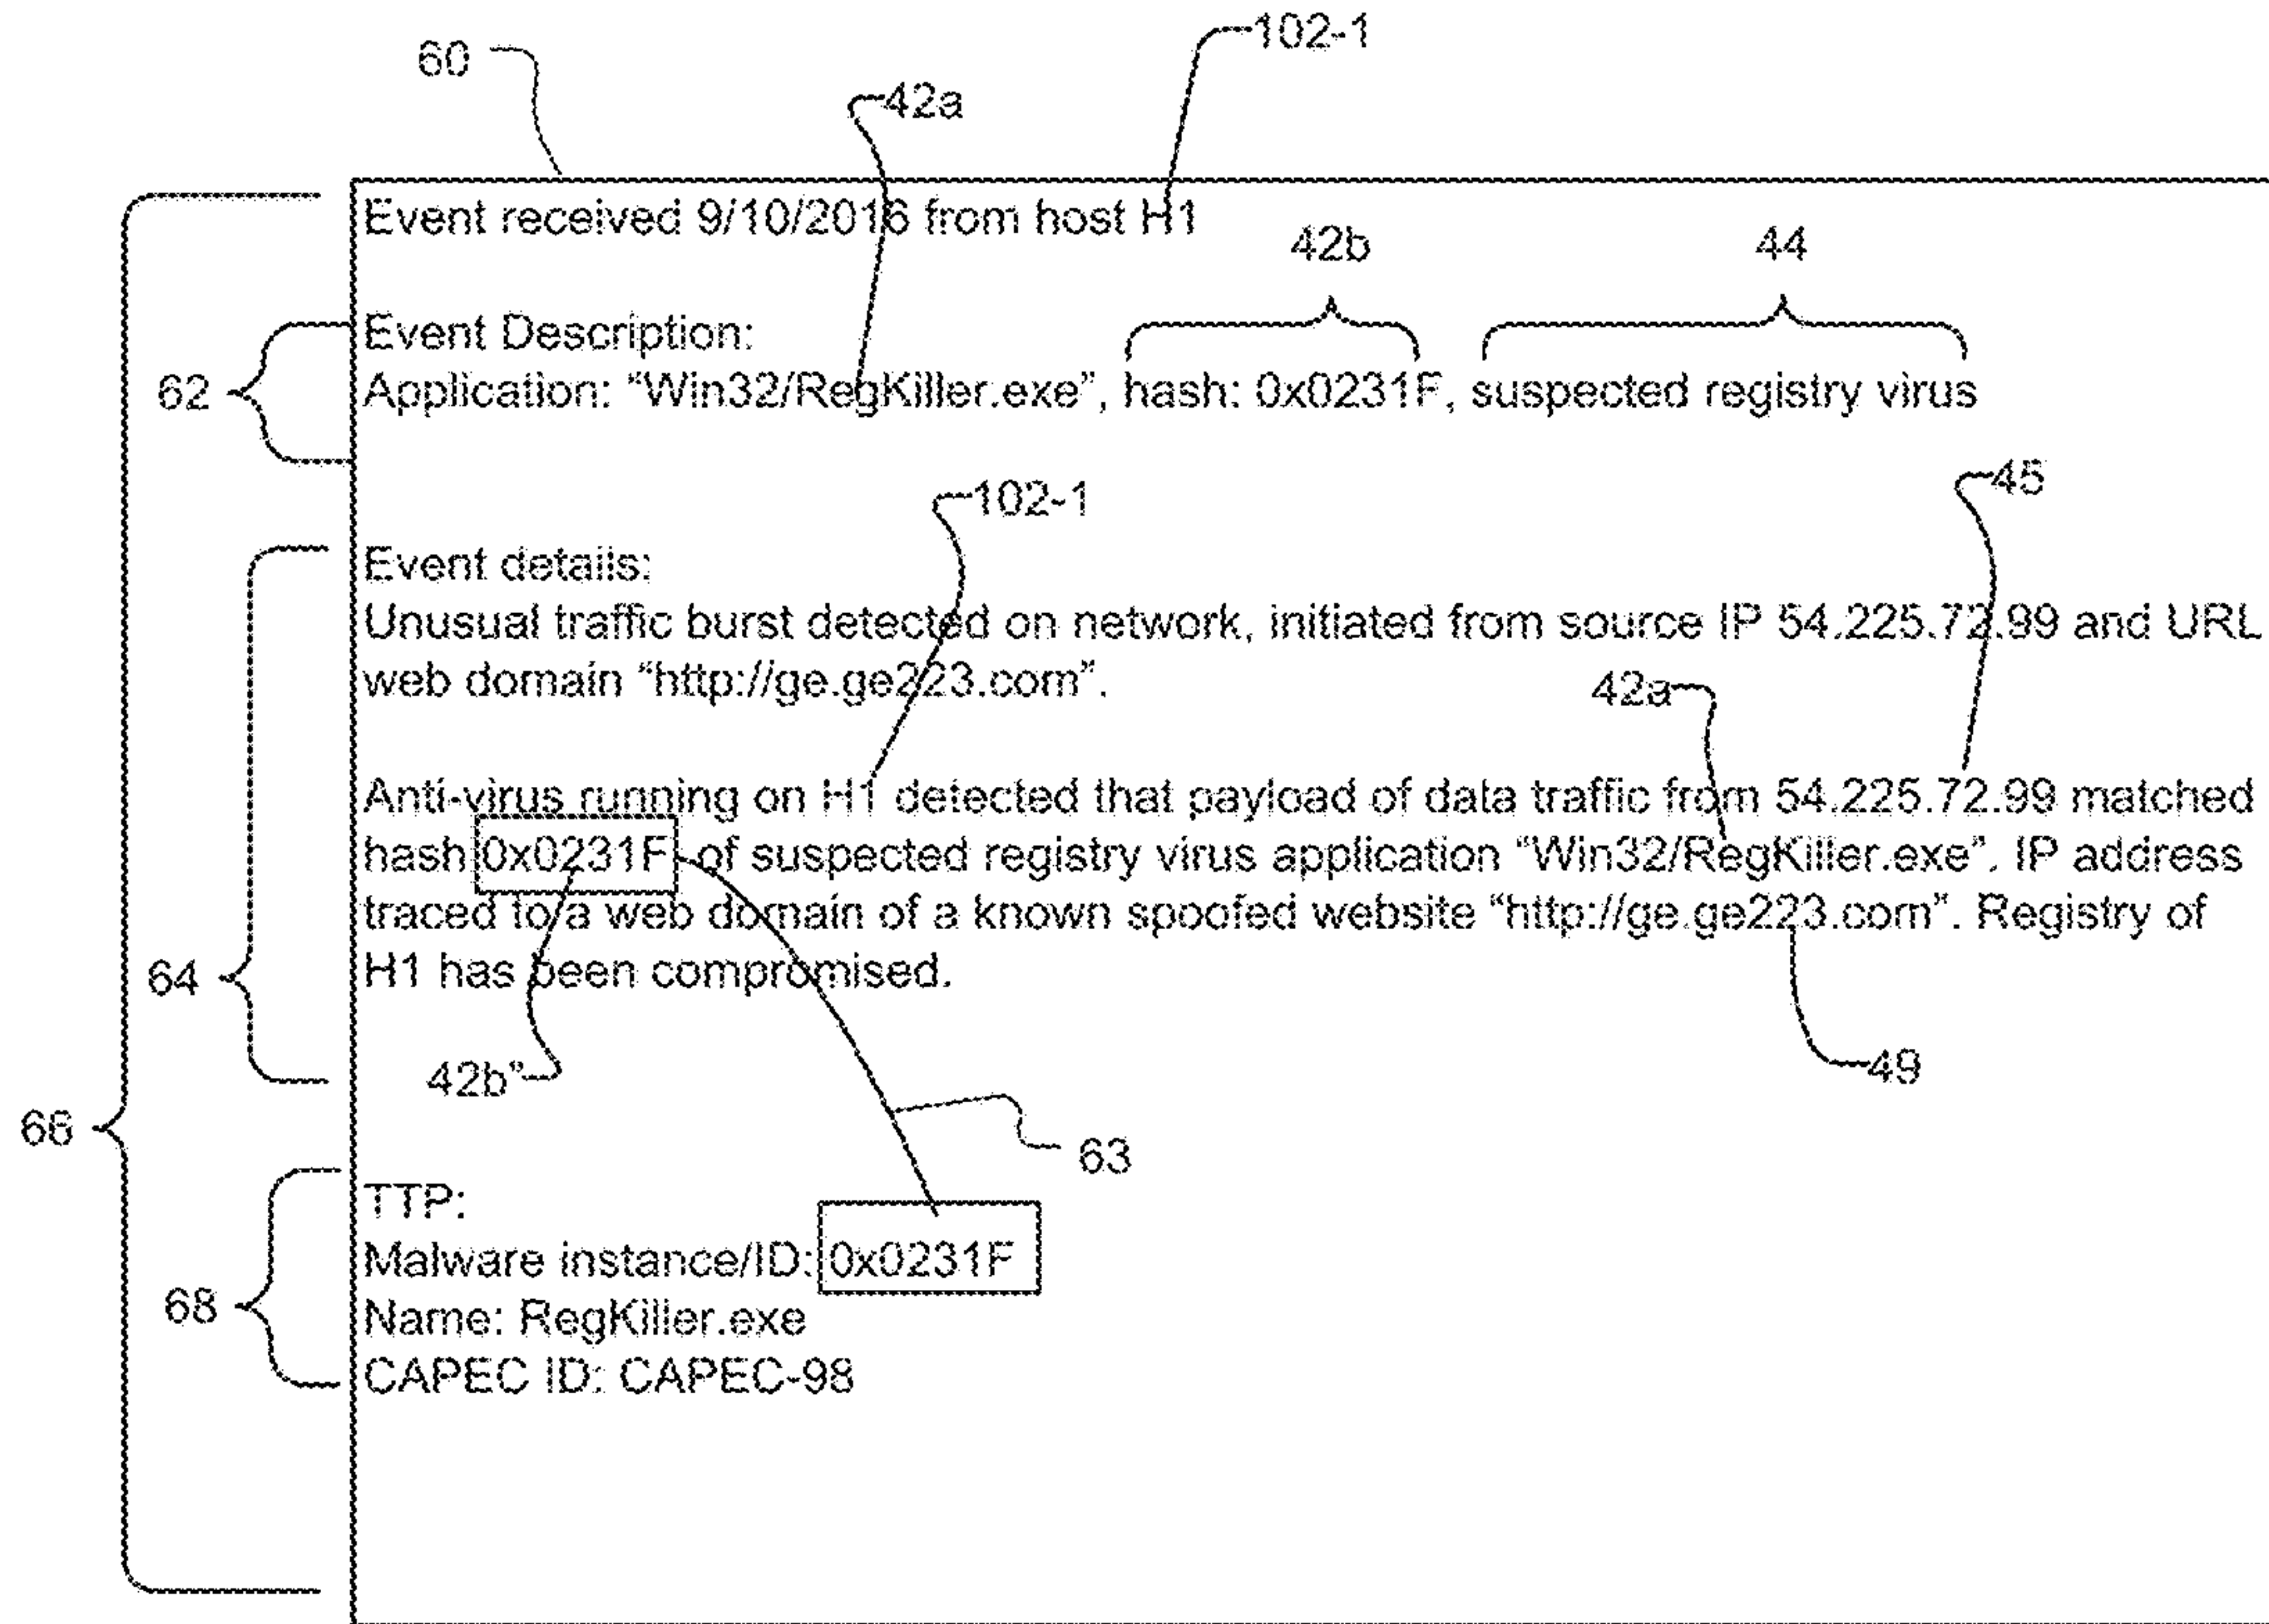 102-1
60
42a
Event received 9/10/2016 from host H1
42b
44
Event Description:
62
Application: “Win32/RegKiller.exe”, hash: 0x0231F, suspected registry virus
45
102-1
Event details:
Unusual traffic burst detected on network, initiated from source IP 54.225.72.99 and URL
web domain “http://ge.ge223.com”.
42a
Anti-virus running on H1 detected that payload of data traffic from 54.225.72.99 matched
hash 0x0231F of suspected registry virus application “Win32/RegKiller.exe”. IP address
traced to a web domain of a known spoofed website “http://ge.ge223.com”. Registry of
64
H1 has been compromised.
49
42b”
66
63
TTP:
Malware instance/ID: 0x0231F
68
Name: RegKiller.exe
CAPEC ID: CAPEC-98